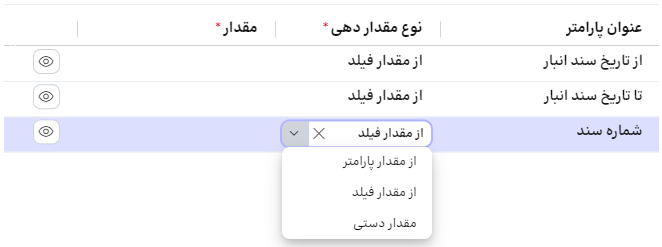 عنوان پارامتر نوع مقدار دهی * مقدار *
از تاریخ سند انبار از مقدار فیلد
تا تاریخ سند انبار از مقدار فیلد
شماره سند از مقدار فیلد
از مقدار پارامتر
از مقدار فیلد
مقدار دستی